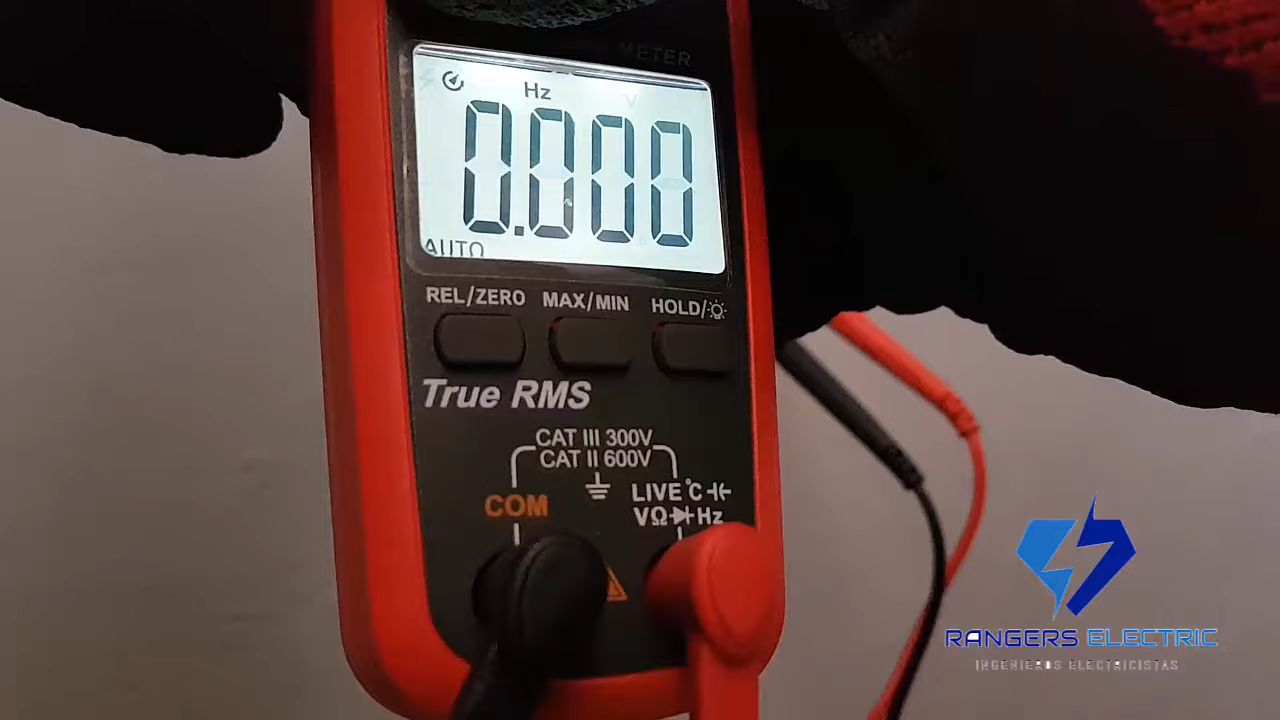 METER
Hz
0.000
AUTO
REL/ZERO MAX/MIN HOLD/
True RMS
CAT III 300V
CAT II 600V
COM
LIVE °C
VΩ Hz
RANGERS ELECTRIC
INGENIEROS ELECTRICISTAS